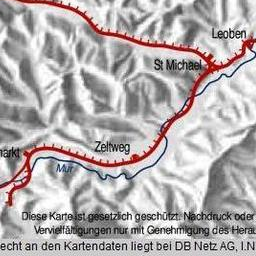 Leoben
St Michael
Zeltweg
markt
Mur
Diese Karte ist gesetzlich geschützt. Nachdruck oder
Vervielfältigungen nur mit Genehmigung des Herau
echt an den Kartendaten liegt bei DB Netz AG, I.N